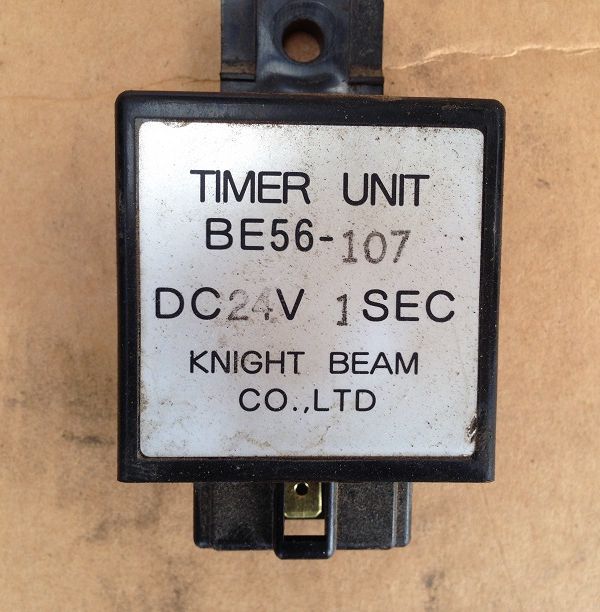 TIMER UNIT
BE56-107
DC24V 1SEC
KNIGHT BEAM
CO.,LTD